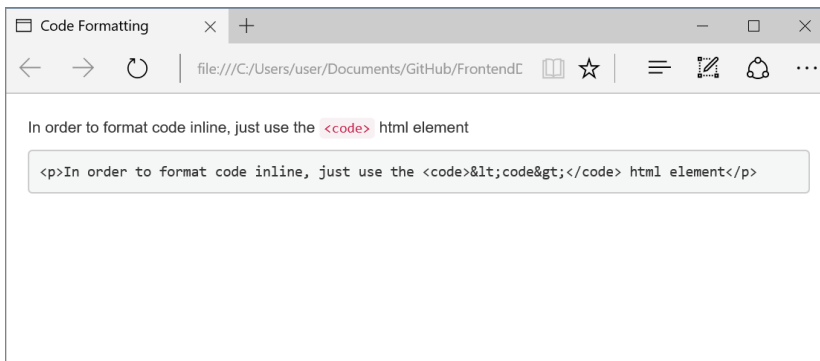 Code Formatting
file:///C:/Users/user/Documents/GitHub/Frontend
In order to format code inline, just use the <code> html element
<p>In order to format code inline, just use the <code>&lt;code&gt;</code> html element</p>